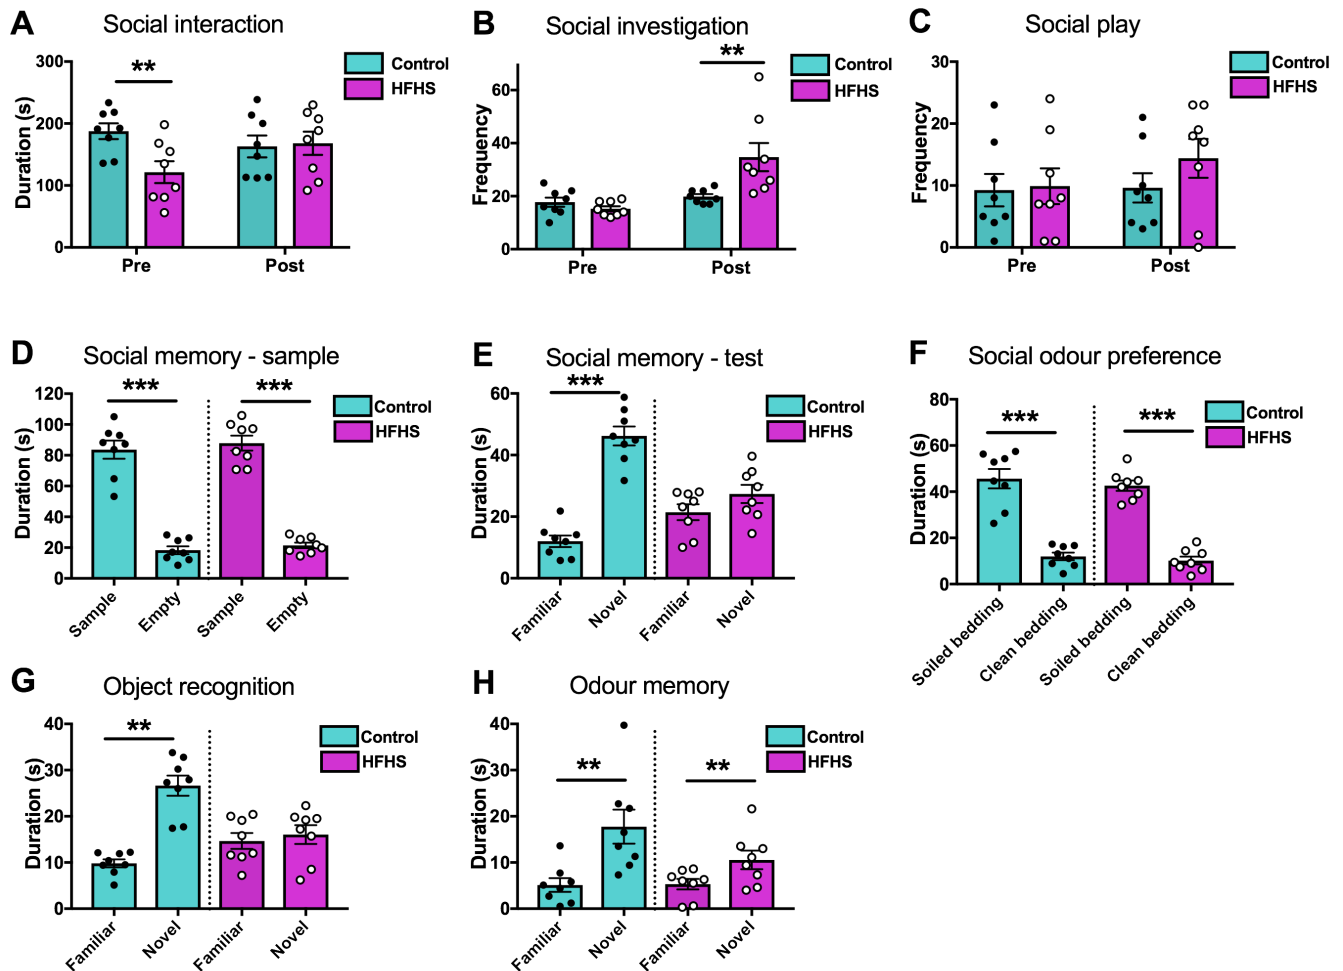 A Social interaction
Duration (s)
300
200
100
0
**
Pre Post
Control
HFHS
B Social investigation
Frequency
60
40
20
0
**
Pre Post
Control
HFHS
C Social play
Frequency
30
20
10
0
Pre Post
Control
HFHS
D Social memory - sample
Duration (s)
120
100
80
60
40
20
0
*** ***
Sample Empty Sample Empty
Control
HFHS
E Social memory - test
Duration (s)
60
40
20
0
***
Familiar Novel Familiar Novel
Control
HFHS
F Social odour preference
Duration (s)
80
60
40
20
0
*** ***
Soiled bedding Clean bedding Soiled bedding Clean bedding
Control
HFHS
G Object recognition
Duration (s)
40
30
20
10
0
**
Familiar Novel Familiar Novel
Control
HFHS
H Odour memory
Duration (s)
40
30
20
10
0
** **
Familiar Novel Familiar Novel
Control
HFHS